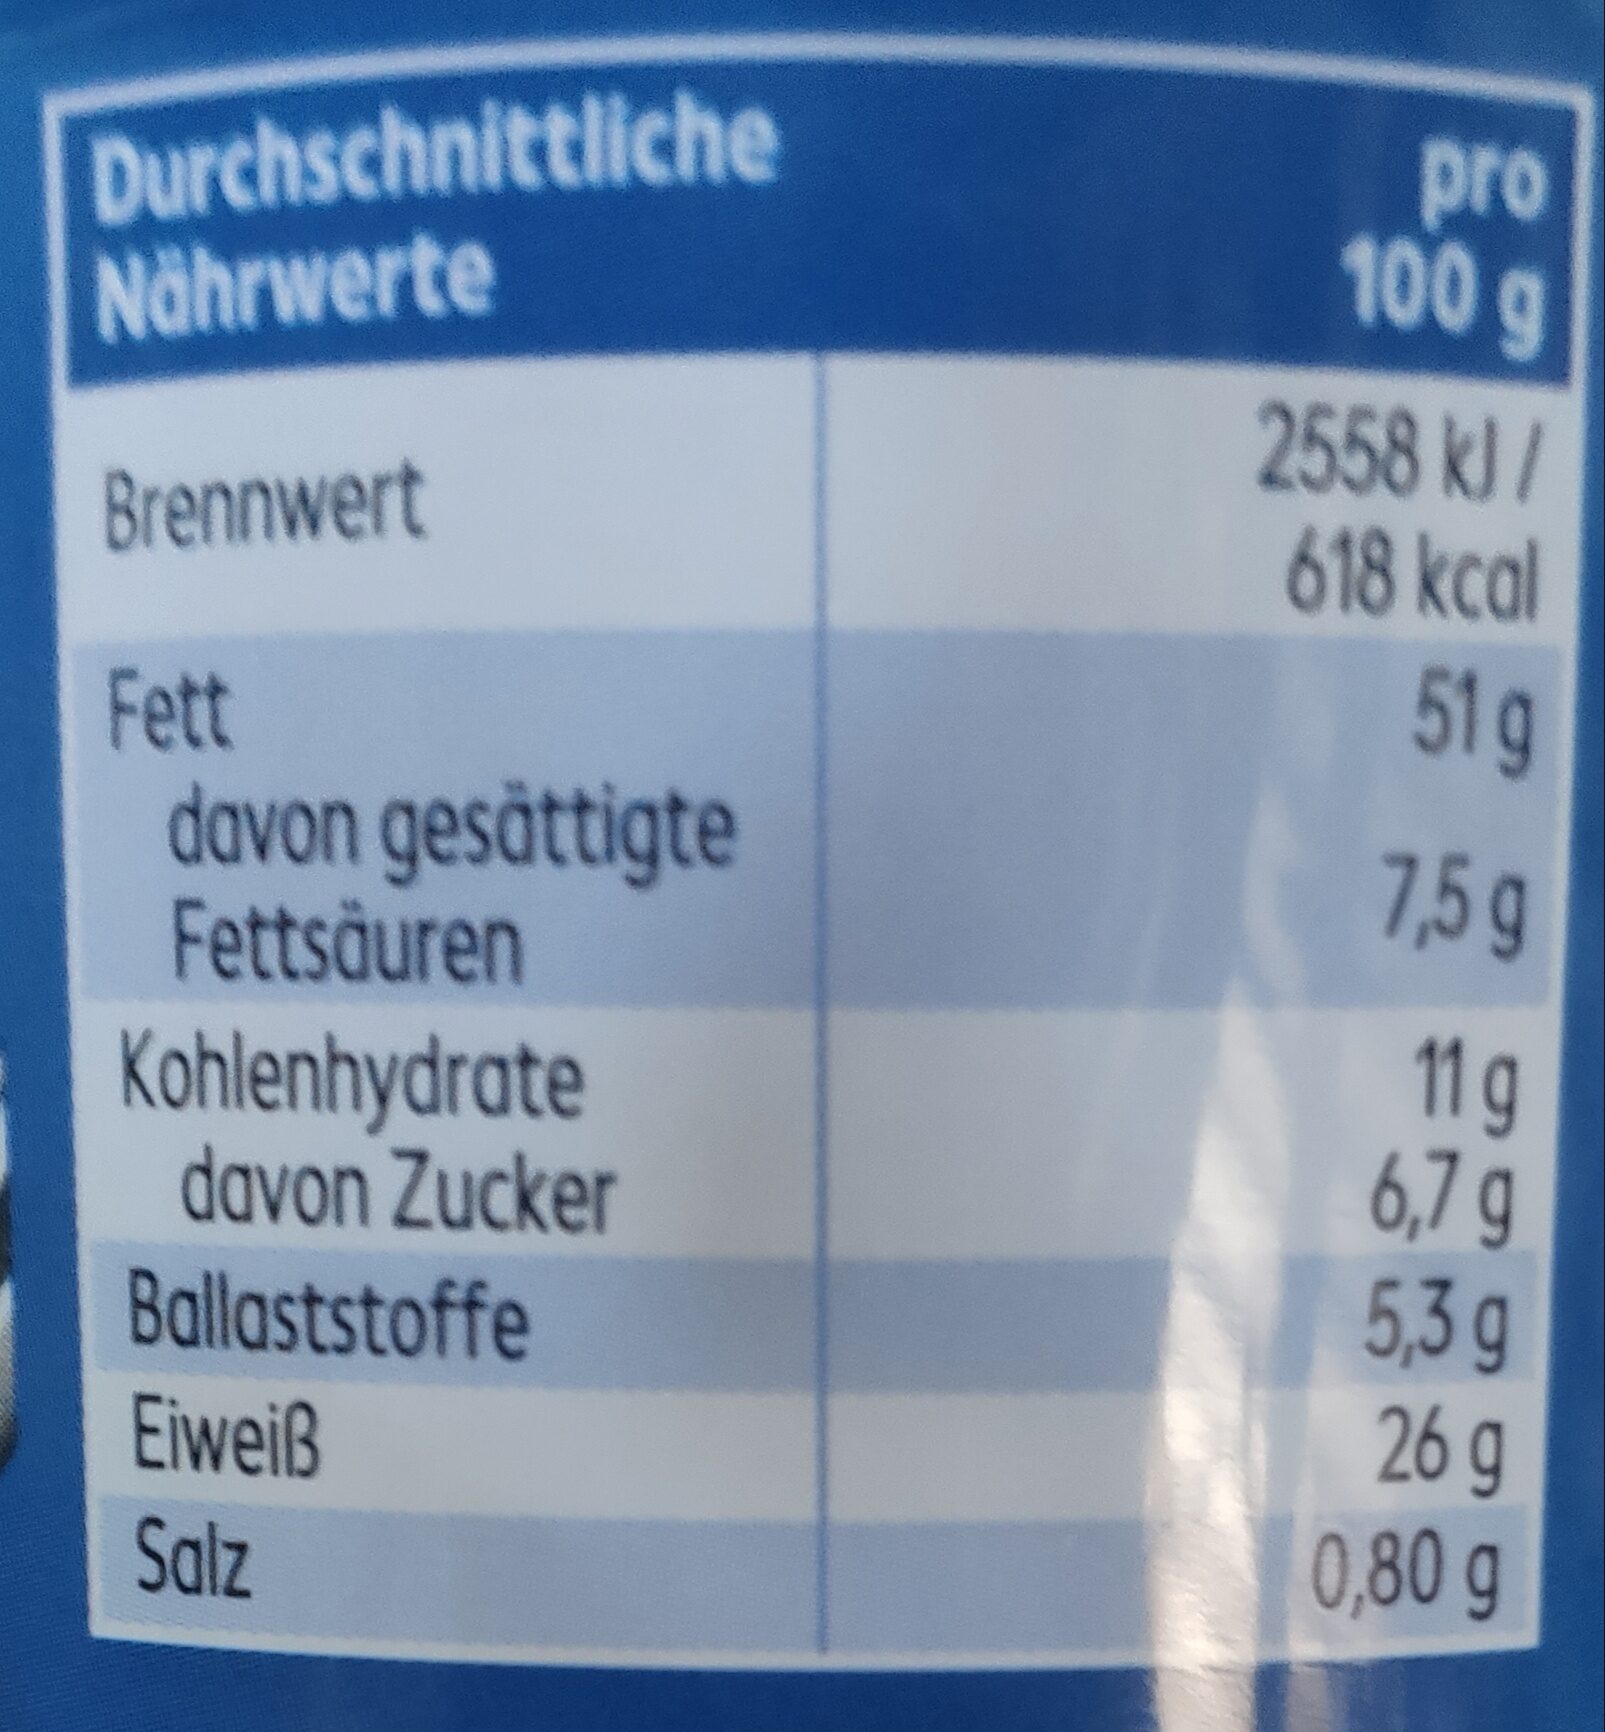 Durchschnittliche
Nährwerte
pro
100 g
Brennwert
2558 kJ /
618 kcal
Fett
51 g
davon gesättigte
Fettsäuren
7,5 g
Kohlenhydrate
11 g
davon Zucker
6,7 g
Ballaststoffe
5,3 g
Eiweiß
26 g
Salz
0,80 g